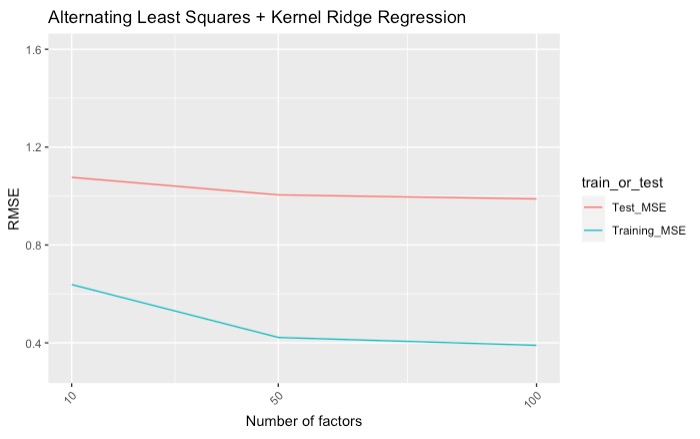 Alternating Least Squares + Kernel Ridge Regression
1.6
1.2
0.8
0.4
RMSE
10
50
100
Number of factors
train_or_test
Test_MSE
Training_MSE